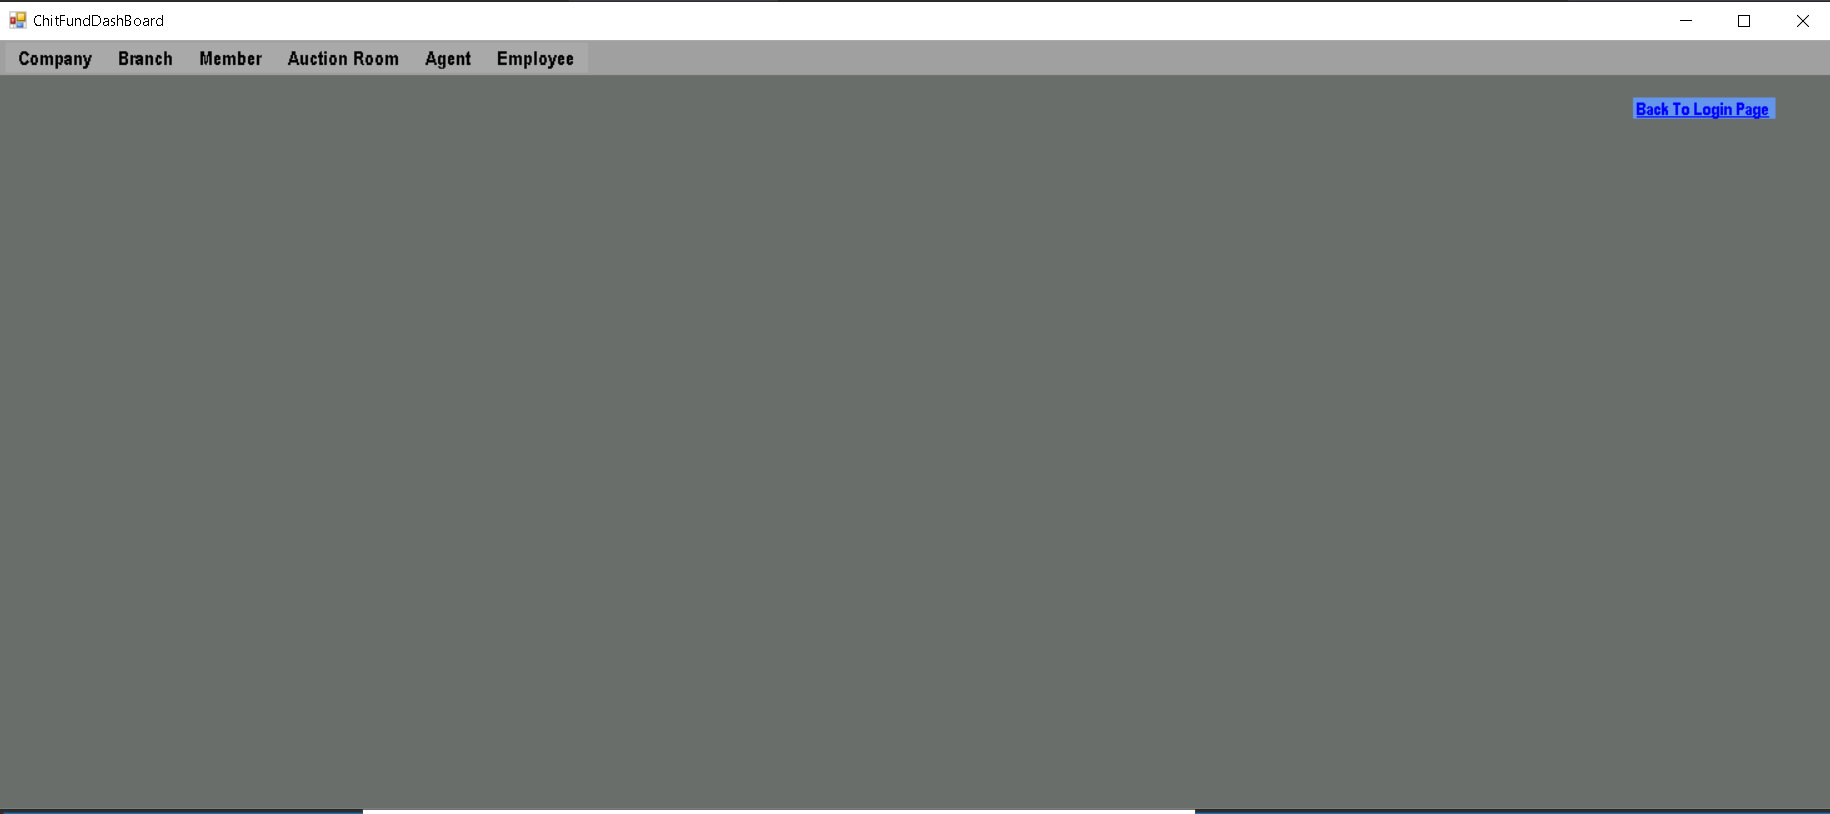 ChitFundDashBoard
Company Branch Member Auction Room Agent Employee
Back To Login Page